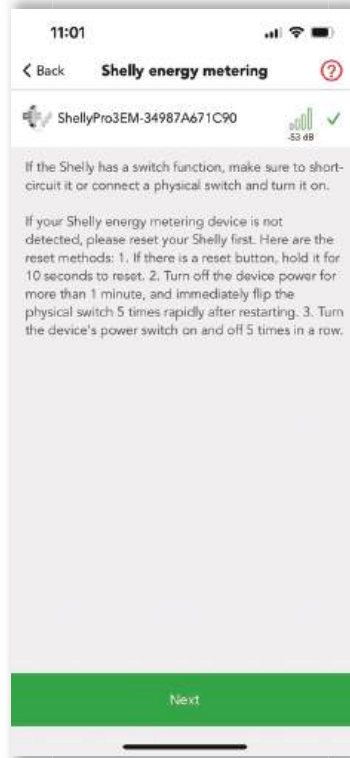 11:01
Back Shelly energy metering ?
ShellyPro3EM-34987A671C90
-53 dB
If the Shelly has a switch function, make sure to short-
circuit it or connect a physical switch and turn it on.
If your Shelly energy metering device is not
detected, please reset your Shelly first. Here are the
reset methods: 1. If there is a reset button, hold it for
10 seconds to reset. 2. Turn off the device power for
more than 1 minute, and immediately flip the
physical switch 5 times rapidly after restarting. 3. Turn
the device's power switch on and off 5 times in a row.
Next